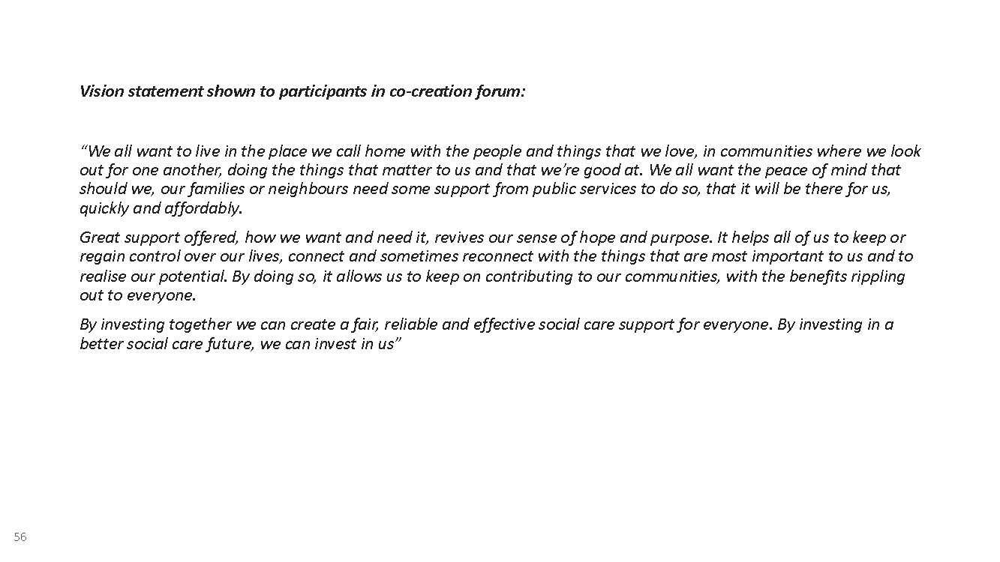 Vision statement shown to participants in co-creation forum:
“We all want to live in the place we call home with the people and things that we love, in communities where we look
out for one another, doing the things that matter to us and that we’re good at. We all want the peace of mind that
should we, our families or neighbours need some support from public services to do so, that it will be there for us,
quickly and affordably.
Great support offered, how we want and need it, revives our sense of hope and purpose. It helps all of us to keep or
regain control over our lives, connect and sometimes reconnect with the things that are most important to us and to
realise our potential. By doing so, it allows us to keep on contributing to our communities, with the benefits rippling
out to everyone.
By investing together we can create a fair, reliable and effective social care support for everyone. By investing in a
better social care future, we can invest in us”
56